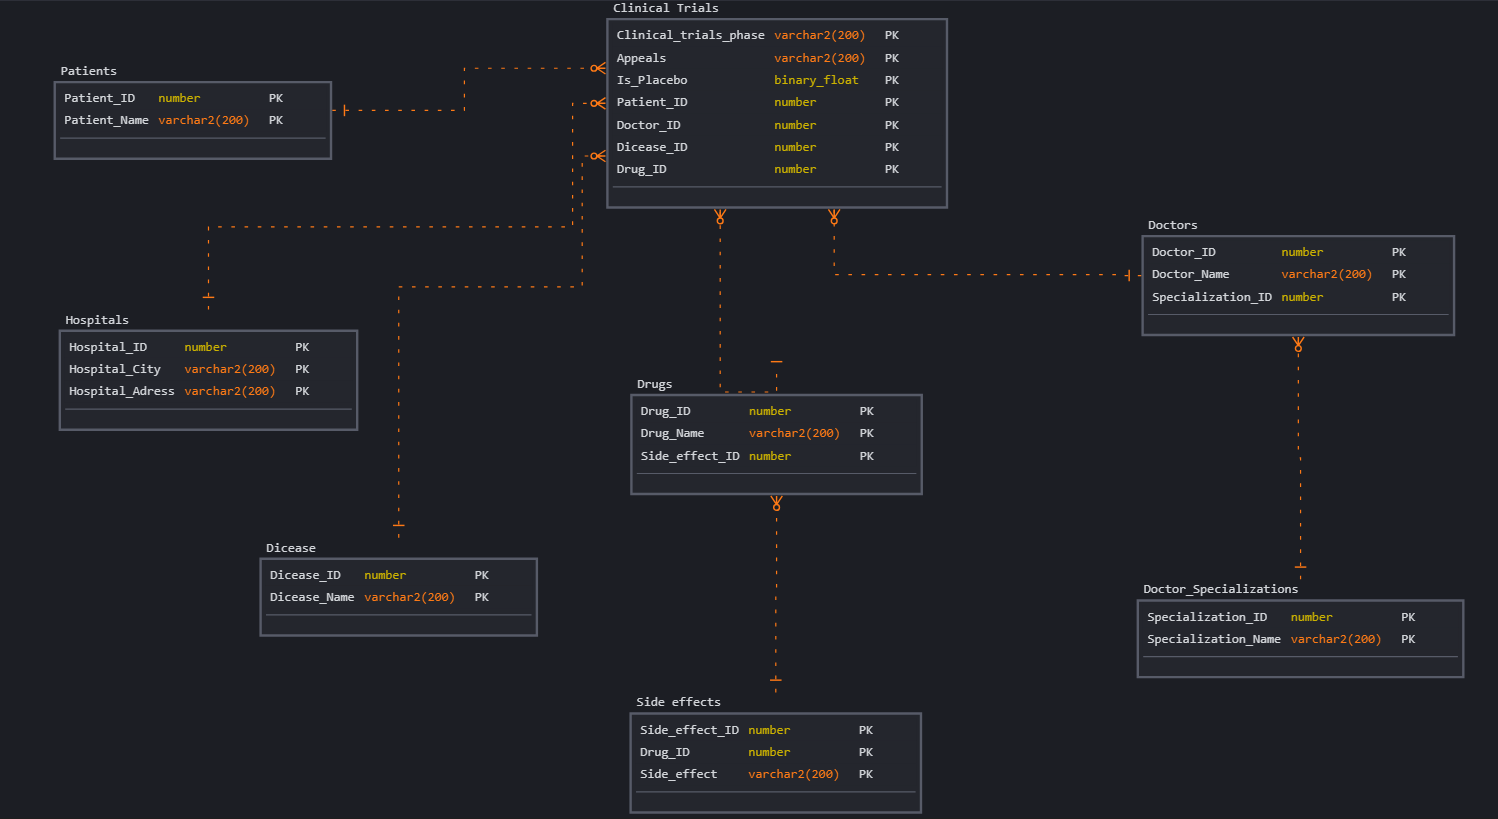 Clinical Trials
Clinical_trials_phase varchar2(200) PK
Appeals varchar2(200) PK
Is_Placebo binary_float PK
Patient_ID number PK
Doctor_ID number PK
Dicease_ID number PK
Drug_ID number PK
Patients
Patient_ID number PK
Patient_Name varchar2(200) PK
Doctors
Doctor_ID number PK
Doctor_Name varchar2(200) PK
Specialization_ID number PK
Hospitals
Hospital_ID number PK
Hospital_City varchar2(200) PK
Hospital_Adress varchar2(200) PK
Drugs
Drug_ID number PK
Drug_Name varchar2(200) PK
Side_effect_ID number PK
Dicease
Dicease_ID number PK
Dicease_Name varchar2(200) PK
Doctor_Specializations
Specialization_ID number PK
Specialization_Name varchar2(200) PK
Side effects
Side_effect_ID number PK
Drug_ID number PK
Side_effect varchar2(200) PK